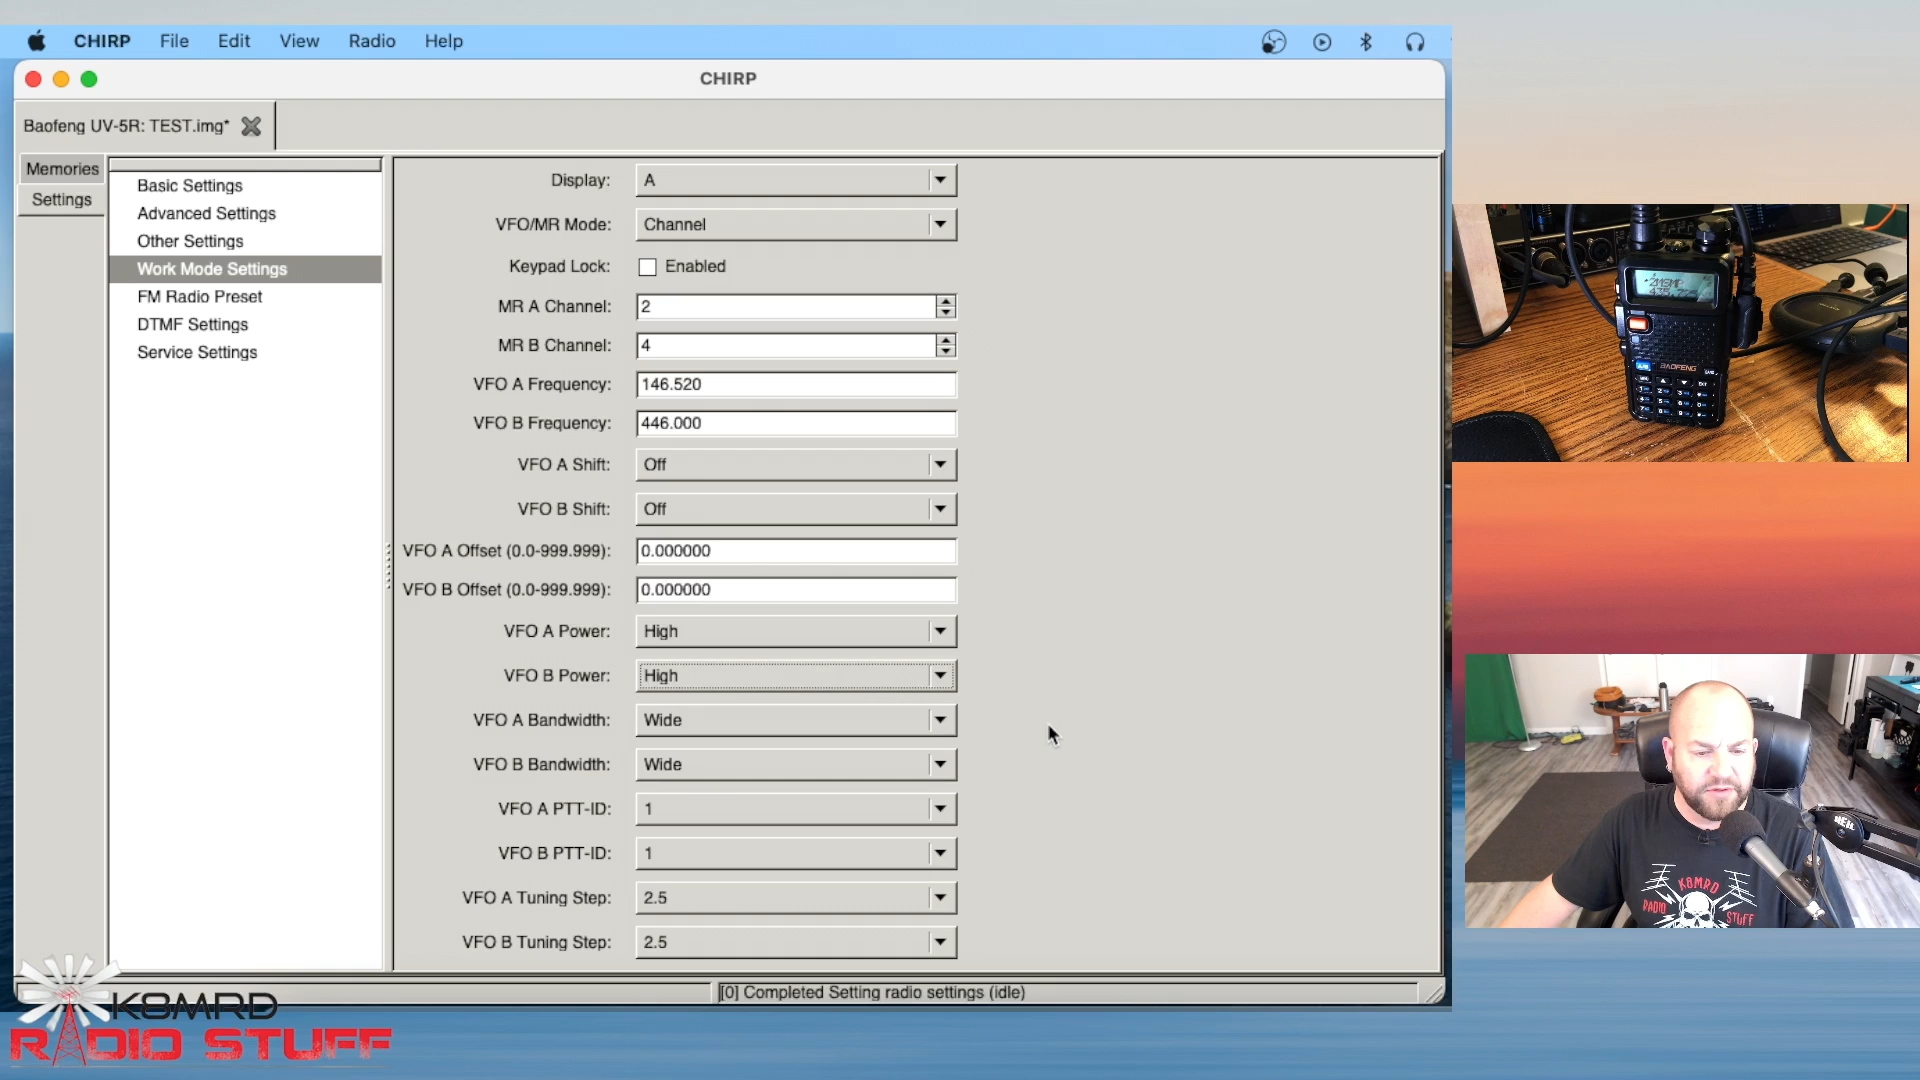 CHIRP File Edit View Radio Help
CHIRP
Baofeng UV-5R: TEST.img*
Memories
Settings
Basic Settings
Advanced Settings
Other Settings
Work Mode Settings
FM Radio Preset
DTMF Settings
Service Settings
Display: A
VFO/MR Mode: Channel
Keypad Lock: Enabled
MR A Channel: 2
MR B Channel: 4
VFO A Frequency: 146.520
VFO B Frequency: 446.000
VFO A Shift: Off
VFO B Shift: Off
VFO A Offset (0.0-999.999): 0.000000
VFO B Offset (0.0-999.999): 0.000000
VFO A Power: High
VFO B Power: High
VFO A Bandwidth: Wide
VFO B Bandwidth: Wide
VFO A PTT-ID: 1
VFO B PTT-ID: 1
VFO A Tuning Step: 2.5
VFO B Tuning Step: 2.5
[0] Completed Setting radio settings (idle)
K8MRD
RADIO STUFF
BAOFENG
K8MRD
RADIO STUFF